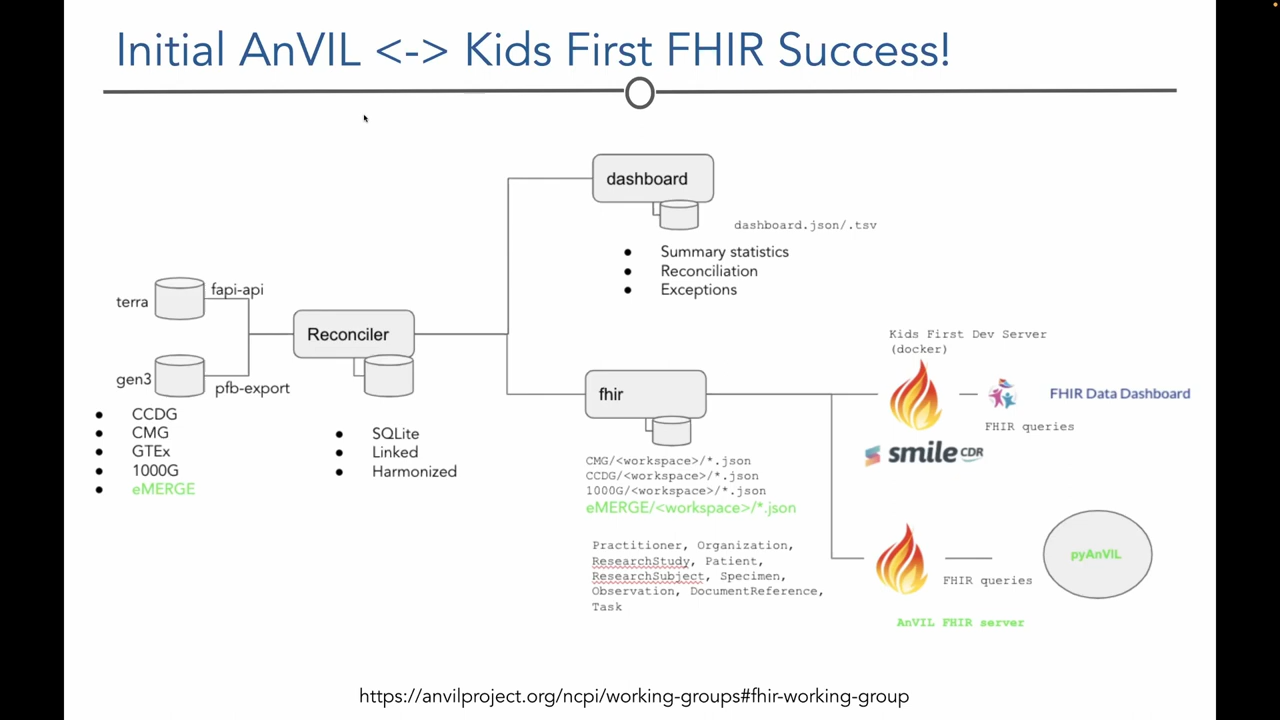 Initial AnVIL <-> Kids First FHIR Success!
dashboard
dashboard.json/.tsv
Summary statistics
Reconciliation
Exceptions
terra
fapi-api
Reconciler
gen3
pfb-export
CCDG
CMG
GTEx
1000G
eMERGE
SQLite
Linked
Harmonized
fhir
CMG/<workspace>/*.json
CCDG/<workspace>/*.json
1000G/<workspace>/*.json
eMERGE/<workspace>/*.json
Practitioner, Organization,
ResearchStudy, Patient,
ResearchSubject, Specimen,
Observation, DocumentReference,
Task
Kids First Dev Server
(docker)
FHIR Data Dashboard
FHIR queries
smile CDR
pyAnVIL
FHIR queries
AnVIL FHIR server
https://anvilproject.org/ncpi/working-groups#fhir-working-group